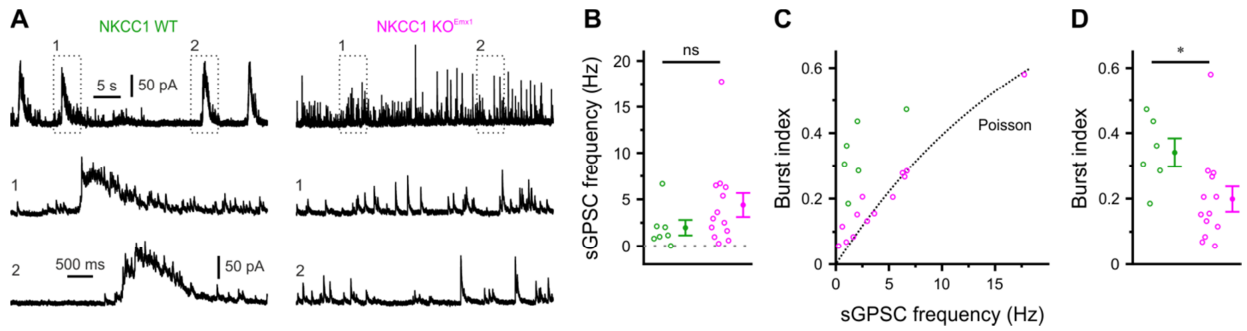 A
NKCC1 WT
NKCC1 KO^Emx1
1
2
5 s
50 pA
1
2
1
2
500 ms
50 pA
1
2
B
ns
sGPSC frequency (Hz)
20
15
10
5
0
C
Burst index
0.6
0.4
0.2
0
Poisson
0 5 10 15 20
sGPSC frequency (Hz)
D
*
Burst index
0.6
0.4
0.2
0